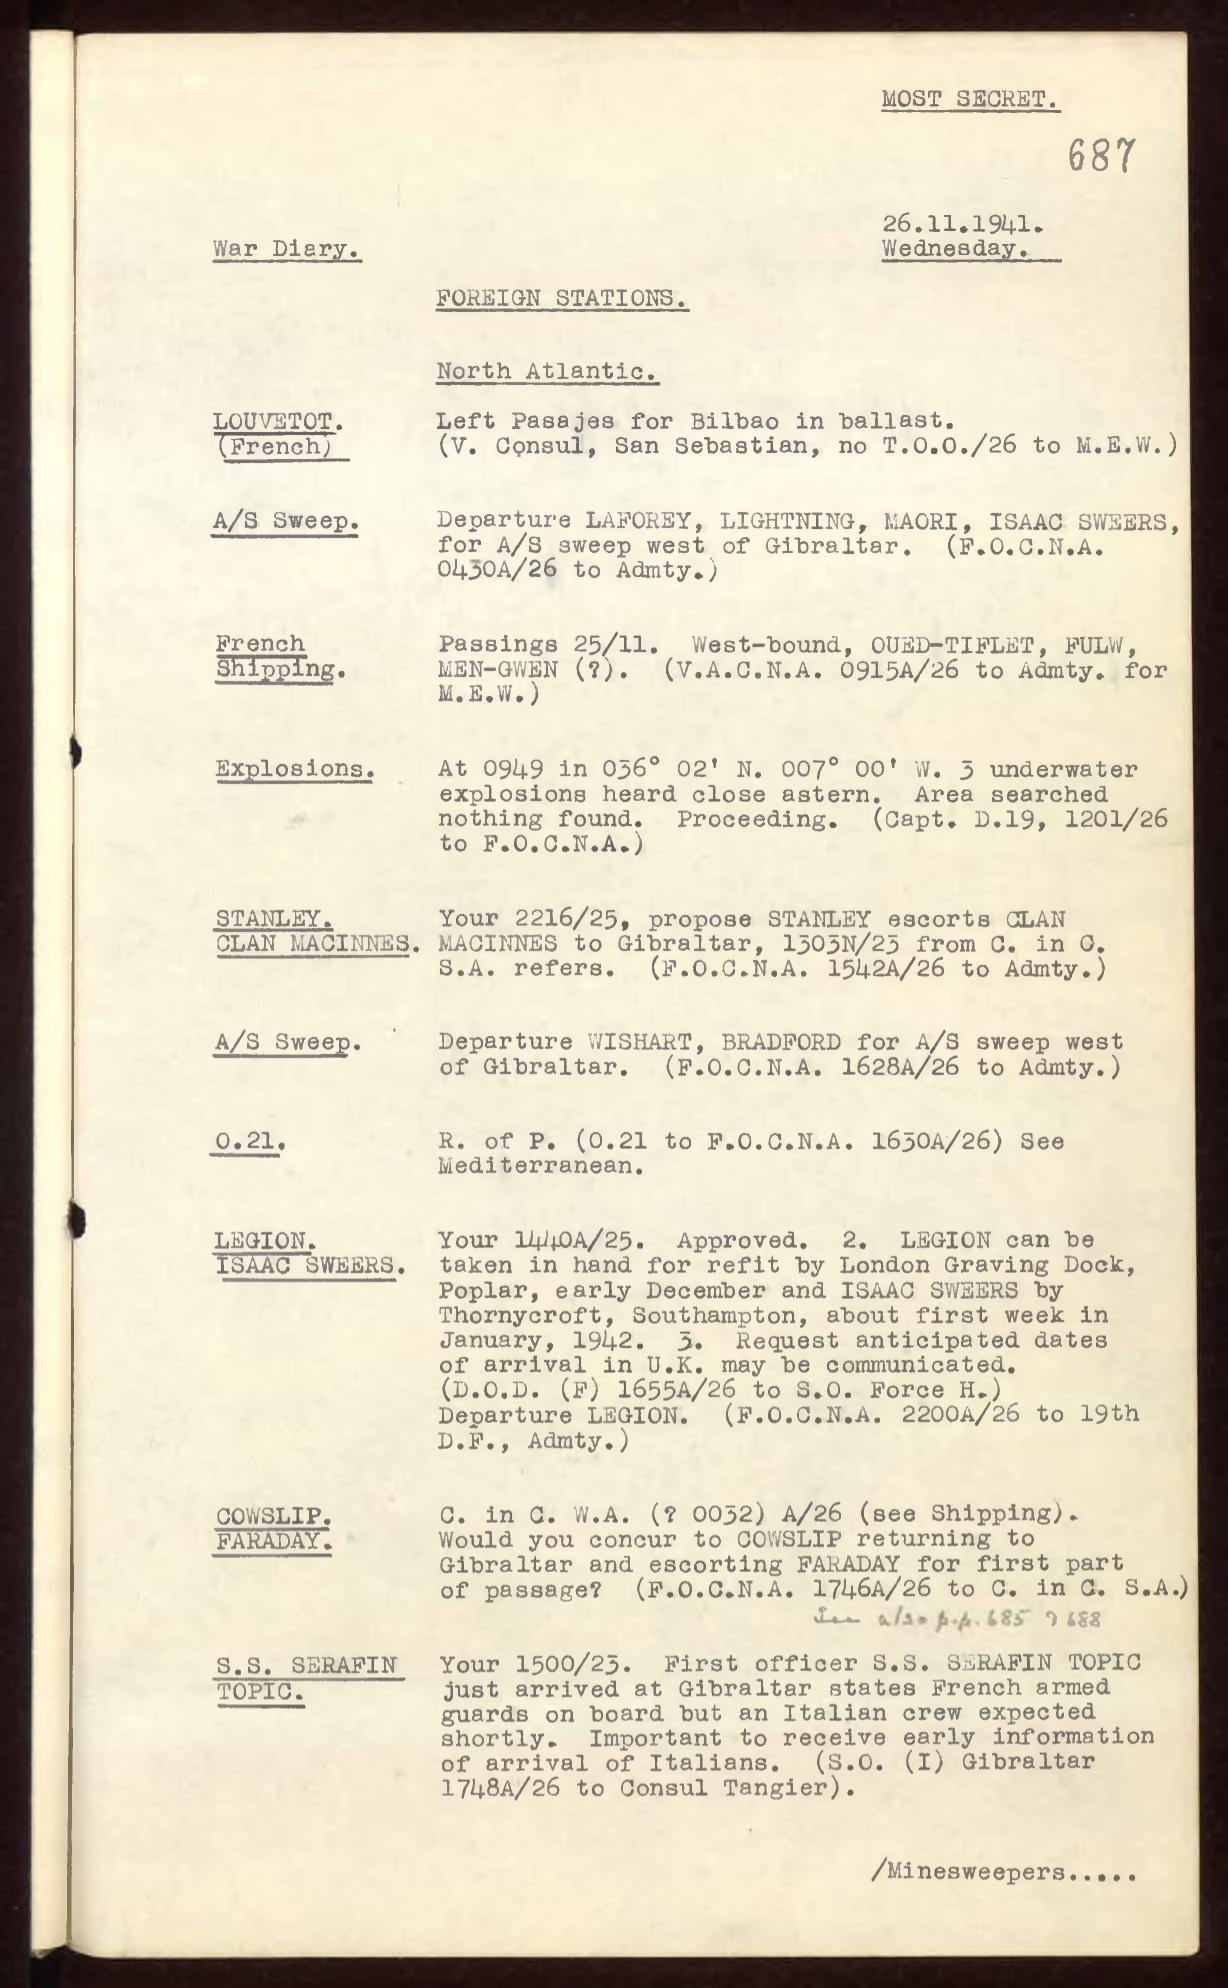 MOST SECRET.
687
26.11.1941.
War Diary.
Wednesday.
FOREIGN STATIONS.
North Atlantic.
LOUVETOT.
(French)
Left Pasajes for Bilbao in ballast.
(V. Consul, San Sebastian, no T.O.O./26 to M.E.W.)
A/S Sweep.
Departure LAFOREY, LIGHTNING, MAORI, ISAAC SWEERS,
for A/S sweep west of Gibraltar. (F.O.C.N.A.
0430A/26 to Admty.)
French
Shipping.
Passings 25/11. West-bound, OUED-TIFLET, FULW,
MEN-GWEN (?). (V.A.C.N.A. 0915A/26 to Admty. for
M.E.W.)
Explosions.
At 0949 in 036° 02' N. 007° 00' W. 3 underwater
explosions heard close astern. Area searched
nothing found. Proceeding. (Capt. D.19, 1201/26
to F.O.C.N.A.)
STANLEY.
CLAN MACINNES.
Your 2216/25, propose STANLEY escorts CLAN
MACINNES to Gibraltar, 1303N/23 from C. in C.
S.A. refers. (F.O.C.N.A. 1542A/26 to Admty.)
A/S Sweep.
Departure WISHART, BRADFORD for A/S sweep west
of Gibraltar. (F.O.C.N.A. 1628A/26 to Admty.)
O.21.
R. of P. (O.21 to F.O.C.N.A. 1630A/26) See
Mediterranean.
LEGION.
ISAAC SWEERS.
Your 1440A/25. Approved. 2. LEGION can be
taken in hand for refit by London Graving Dock,
Poplar, early December and ISAAC SWEERS by
Thornycroft, Southampton, about first week in
January, 1942. 3. Request anticipated dates
of arrival in U.K. may be communicated.
(D.O.D. (F) 1655A/26 to S.O. Force H.)
Departure LEGION. (F.O.C.N.A. 2200A/26 to 19th
D.F., Admty.)
COWSLIP.
FARADAY.
C. in C. W.A. (? 0032) A/26 (see Shipping).
Would you concur to COWSLIP returning to
Gibraltar and escorting FARADAY for first part
of passage? (F.O.C.N.A. 1746A/26 to C. in C. S.A.)
See also p.p. 685 & 688
S.S. SERAFIN
TOPIC.
Your 1500/23. First officer S.S. SERAFIN TOPIC
just arrived at Gibraltar states French armed
guards on board but an Italian crew expected
shortly. Important to receive early information
of arrival of Italians. (S.O. (I) Gibraltar
1748A/26 to Consul Tangier).
/Minesweepers.....